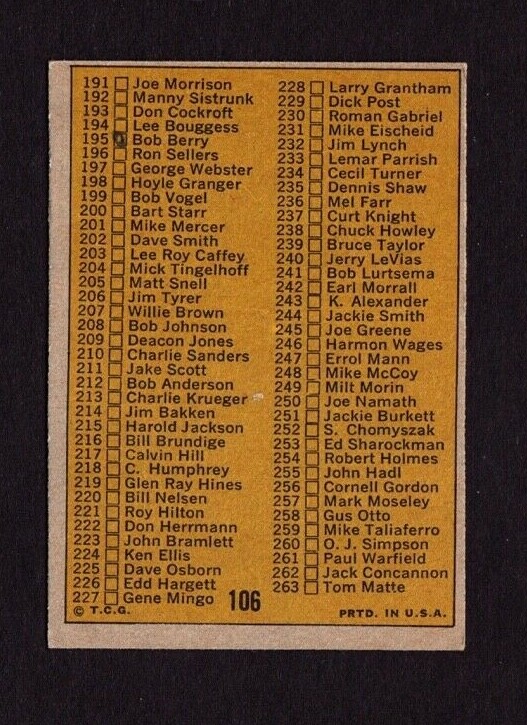 191 Joe Morrison
192 Manny Sistrunk
193 Don Cockroft
194 Lee Bouggess
195 Bob Berry
196 Ron Sellers
197 George Webster
198 Hoyle Granger
199 Bob Vogel
200 Bart Starr
201 Mike Mercer
202 Dave Smith
203 Lee Roy Caffey
204 Mick Tingelhoff
205 Matt Snell
206 Jim Tyrer
207 Willie Brown
208 Bob Johnson
209 Deacon Jones
210 Charlie Sanders
211 Jake Scott
212 Bob Anderson
213 Charlie Krueger
214 Jim Bakken
215 Harold Jackson
216 Bill Brundige
217 Calvin Hill
218 C. Humphrey
219 Glen Ray Hines
220 Bill Nelsen
221 Roy Hilton
222 Don Herrmann
223 John Bramlett
224 Ken Ellis
225 Dave Osborn
226 Edd Hargett
227 Gene Mingo
© T.C.G.
106
228 Larry Grantham
229 Dick Post
230 Roman Gabriel
231 Mike Eischeid
232 Jim Lynch
233 Lemar Parrish
234 Cecil Turner
235 Dennis Shaw
236 Mel Farr
237 Curt Knight
238 Chuck Howley
239 Bruce Taylor
240 Jerry LeVias
241 Bob Lurtsema
242 Earl Morrall
243 K. Alexander
244 Jackie Smith
245 Joe Greene
246 Harmon Wages
247 Errol Mann
248 Mike McCoy
249 Milt Morin
250 Joe Namath
251 Jackie Burkett
252 S. Chomyszak
253 Ed Sharockman
254 Robert Holmes
255 John Hadl
256 Cornell Gordon
257 Mark Moseley
258 Gus Otto
259 Mike Taliaferro
260 O. J. Simpson
261 Paul Warfield
262 Jack Concannon
263 Tom Matte
PRTD. IN U.S.A.